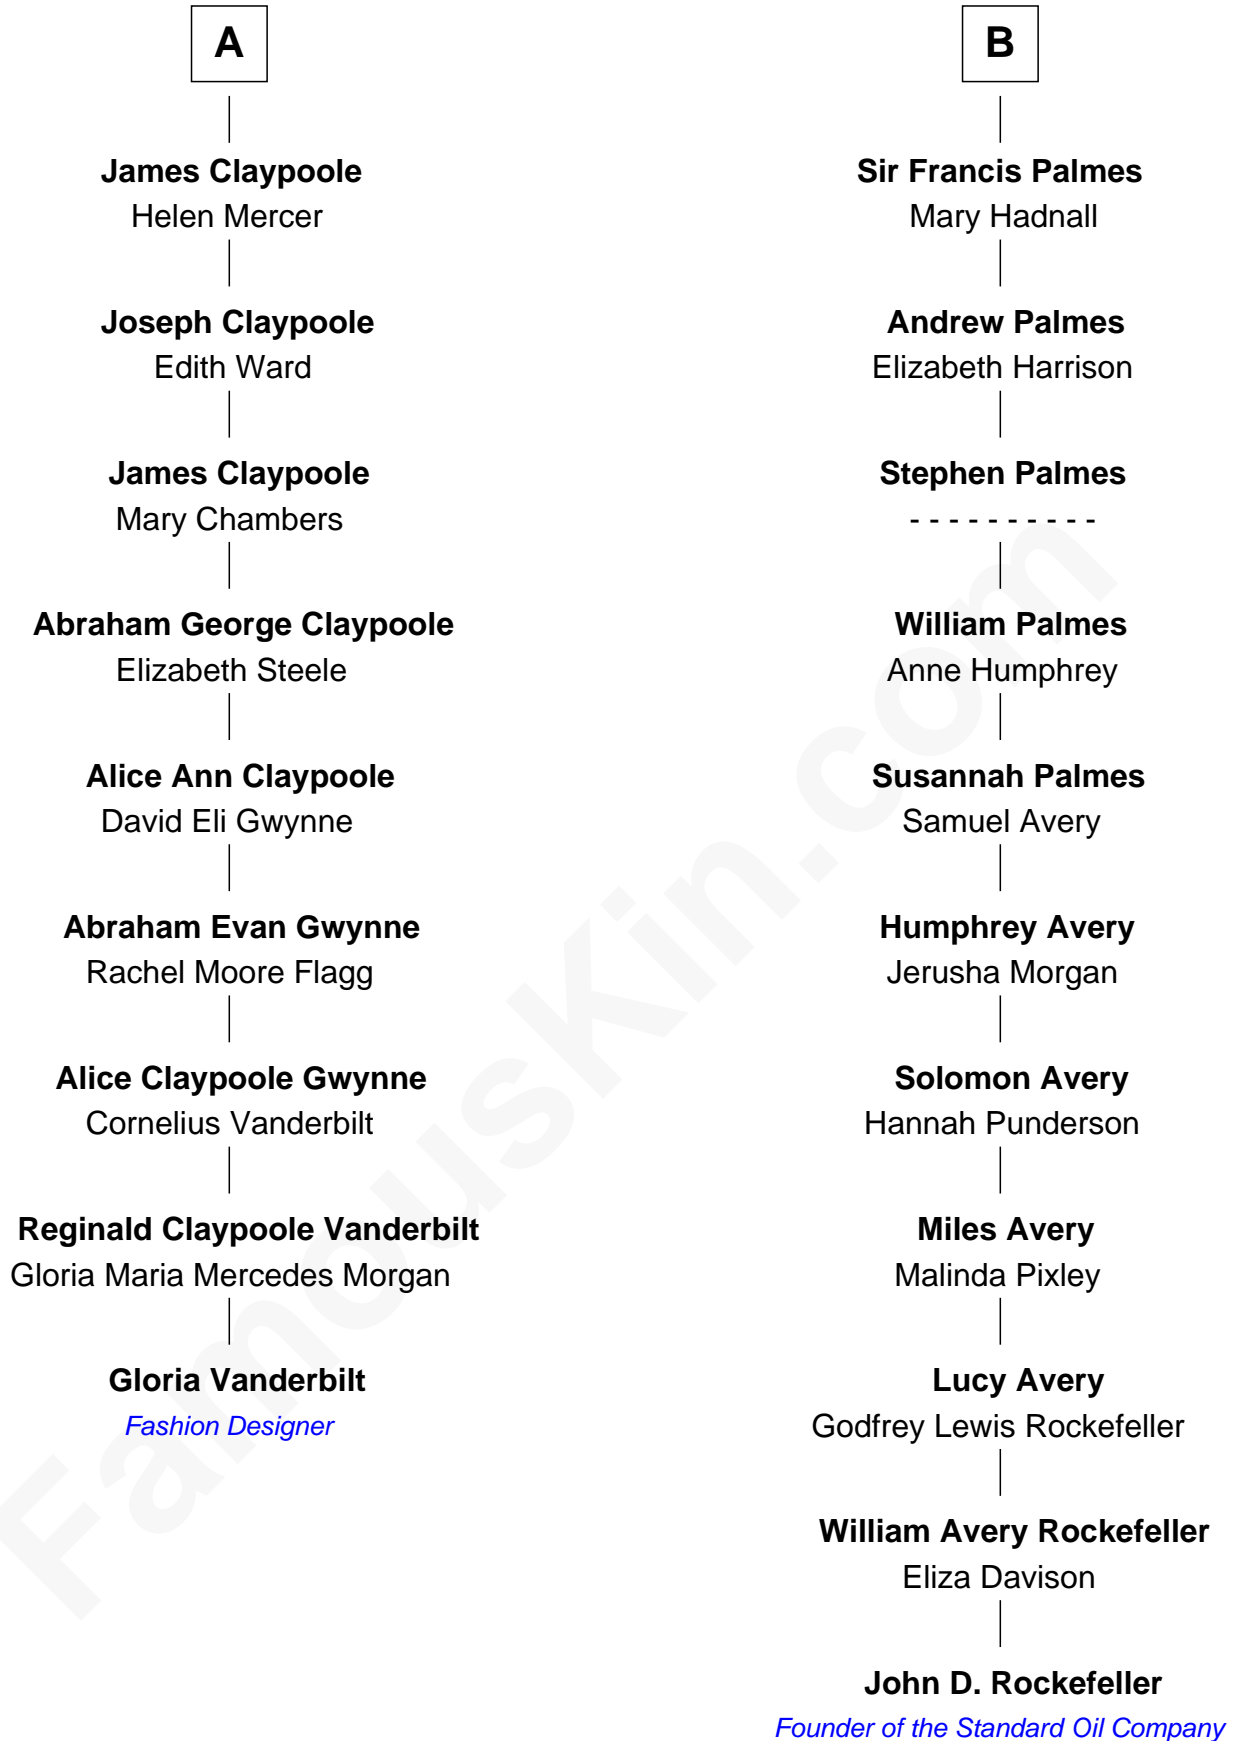 A
James Claypoole
Helen Mercer
Joseph Claypoole
Edith Ward
James Claypoole
Mary Chambers
Abraham George Claypoole
Elizabeth Steele
Alice Ann Claypoole
David Eli Gwynne
Abraham Evan Gwynne
Rachel Moore Flagg
Alice Claypoole Gwynne
Cornelius Vanderbilt
Reginald Claypoole Vanderbilt
Gloria Maria Mercedes Morgan
Gloria Vanderbilt
Fashion Designer
B
Sir Francis Palmes
Mary Hadnall
Andrew Palmes
Elizabeth Harrison
Stephen Palmes
- - - - - - - - - -
William Palmes
Anne Humphrey
Susannah Palmes
Samuel Avery
Humphrey Avery
Jerusha Morgan
Solomon Avery
Hannah Punderson
Miles Avery
Malinda Pixley
Lucy Avery
Godfrey Lewis Rockefeller
William Avery Rockefeller
Eliza Davison
John D. Rockefeller
Founder of the Standard Oil Company
FamousKin.com